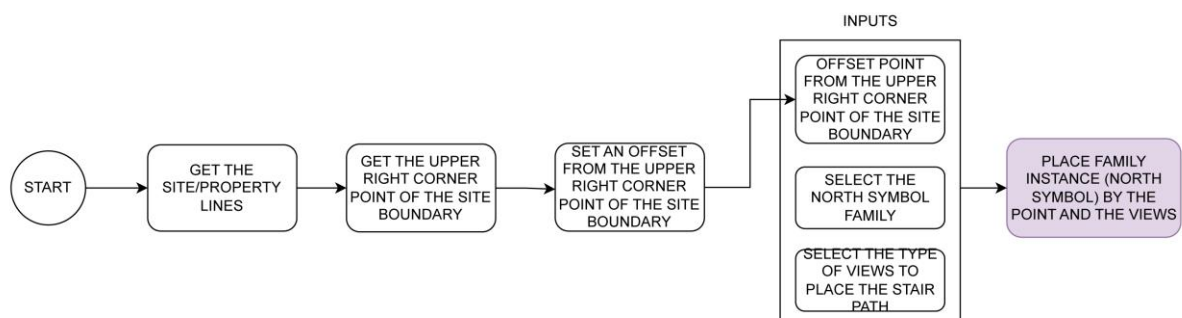 START
GET THE
SITE/PROPERTY
LINES
GET THE UPPER
RIGHT CORNER
POINT OF THE SITE
BOUNDARY
SET AN OFFSET
FROM THE UPPER
RIGHT CORNER
POINT OF THE SITE
BOUNDARY
INPUTS
OFFSET POINT
FROM THE UPPER
RIGHT CORNER
POINT OF THE SITE
BOUNDARY
SELECT THE
NORTH SYMBOL
FAMILY
SELECT THE TYPE
OF VIEWS TO
PLACE THE STAIR
PATH
PLACE FAMILY
INSTANCE (NORTH
SYMBOL) BY THE
POINT AND THE VIEWS